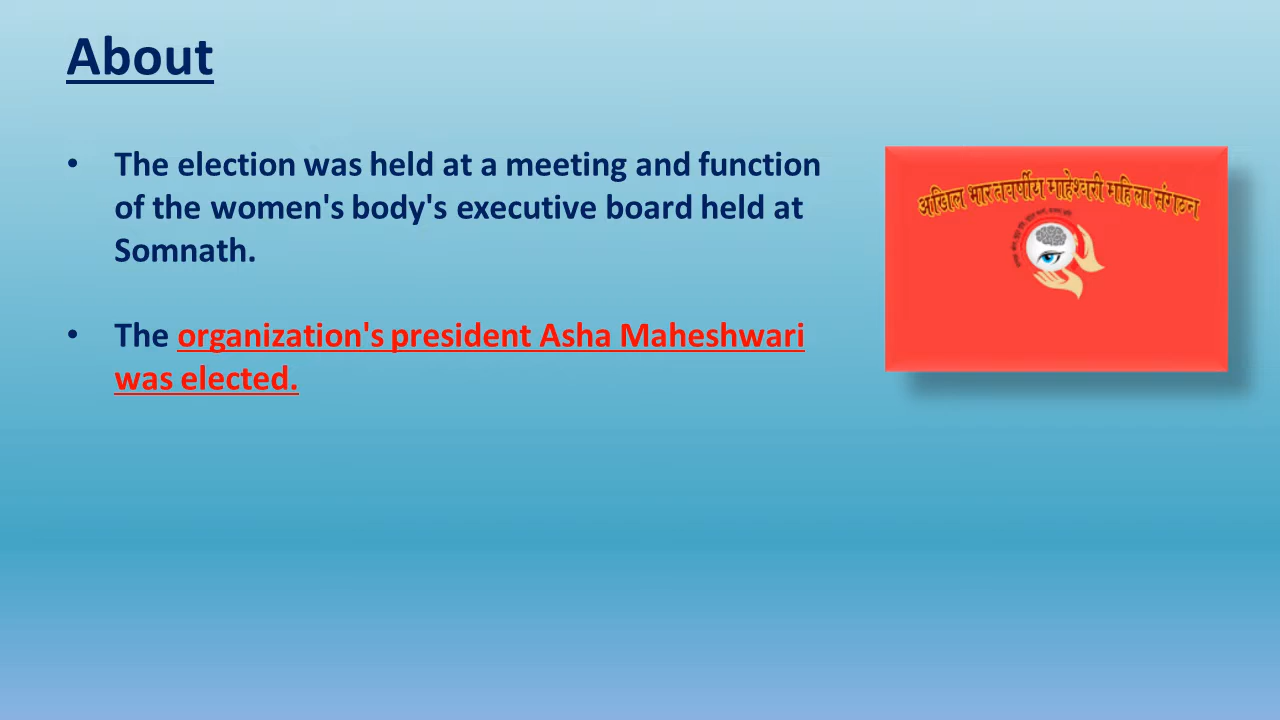 About
• The election was held at a meeting and function
of the women's body's executive board held at
Somnath.
• The organization's president Asha Maheshwari
was elected.
अखिल भारतवर्षीय माहेश्वरी महिला संगठन